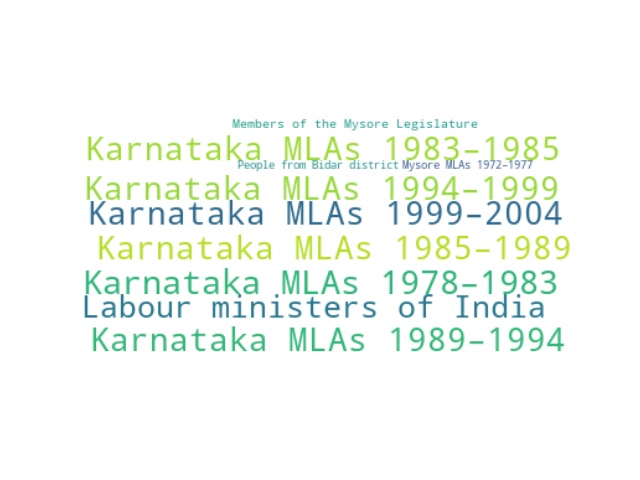 Members of the Mysore Legislature
Karnataka MLAs 1983–1985
People from Bidar district Mysore MLAs 1972–1977
Karnataka MLAs 1994–1999
Karnataka MLAs 1999–2004
Karnataka MLAs 1985–1989
Karnataka MLAs 1978–1983
Labour ministers of India
Karnataka MLAs 1989–1994